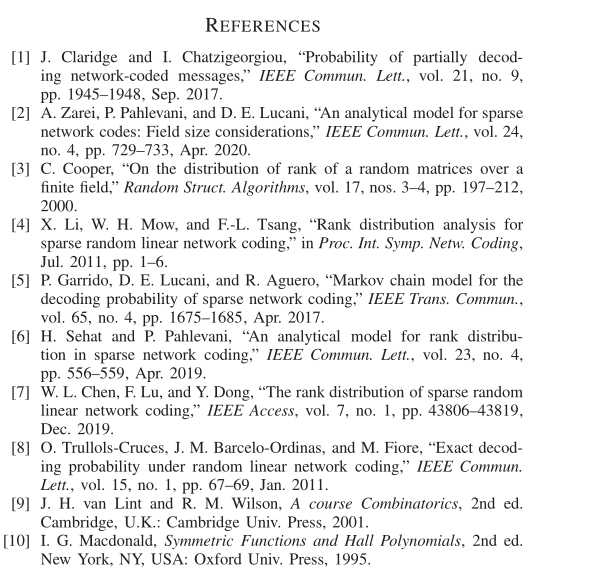 REFERENCES
[1] J. Claridge and I. Chatzigeorgiou, “Probability of partially decod-
ing network-coded messages,” IEEE Commun. Lett., vol. 21, no. 9,
pp. 1945–1948, Sep. 2017.
[2] A. Zarei, P. Pahlevani, and D. E. Lucani, “An analytical model for sparse
network codes: Field size considerations,” IEEE Commun. Lett., vol. 24,
no. 4, pp. 729–733, Apr. 2020.
[3] C. Cooper, “On the distribution of rank of a random matrices over a
finite field,” Random Struct. Algorithms, vol. 17, nos. 3–4, pp. 197–212,
2000.
[4] X. Li, W. H. Mow, and F.-L. Tsang, “Rank distribution analysis for
sparse random linear network coding,” in Proc. Int. Symp. Netw. Coding,
Jul. 2011, pp. 1–6.
[5] P. Garrido, D. E. Lucani, and R. Aguero, “Markov chain model for the
decoding probability of sparse network coding,” IEEE Trans. Commun.,
vol. 65, no. 4, pp. 1675–1685, Apr. 2017.
[6] H. Sehat and P. Pahlevani, “An analytical model for rank distribu-
tion in sparse network coding,” IEEE Commun. Lett., vol. 23, no. 4,
pp. 556–559, Apr. 2019.
[7] W. L. Chen, F. Lu, and Y. Dong, “The rank distribution of sparse random
linear network coding,” IEEE Access, vol. 7, no. 1, pp. 43806–43819,
Dec. 2019.
[8] O. Trullols-Cruces, J. M. Barcelo-Ordinas, and M. Fiore, “Exact decod-
ing probability under random linear network coding,” IEEE Commun.
Lett., vol. 15, no. 1, pp. 67–69, Jan. 2011.
[9] J. H. van Lint and R. M. Wilson, A course Combinatorics, 2nd ed.
Cambridge, U.K.: Cambridge Univ. Press, 2001.
[10] I. G. Macdonald, Symmetric Functions and Hall Polynomials, 2nd ed.
New York, NY, USA: Oxford Univ. Press, 1995.